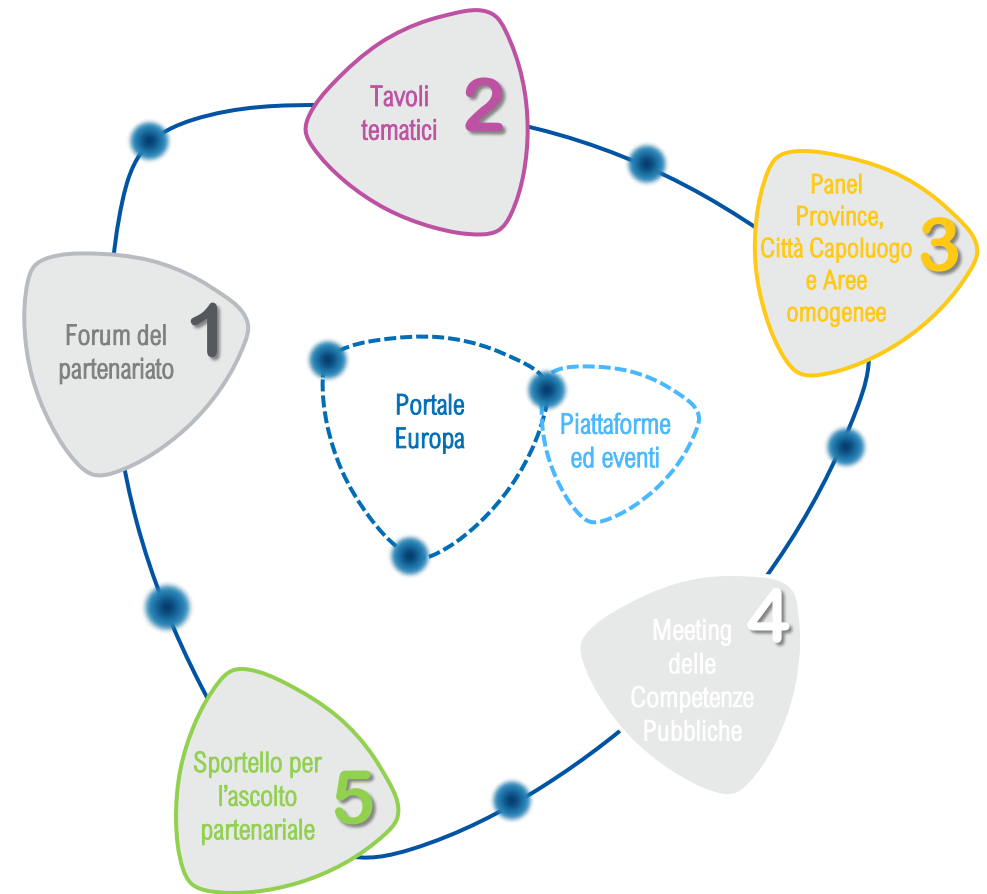 Tavoli
tematici
2
Panel
Province,
Città Capoluogo
e Aree
omogenee
3
Forum del
partenariato
1
Portale
Europa
Piattaforme
ed eventi
Meeting
delle
Competenze
Pubbliche
4
Sportello per
l'ascolto
partenariale
5